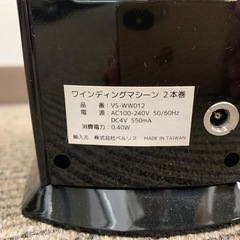 ワインディングマシーン 2本巻
品 番：VS-WW012
電 源：AC100-240V 50/60Hz
DC4V 550mA
消費電力：0.40W
輸入元 株式会社ベルソス MADE IN TAIWAN